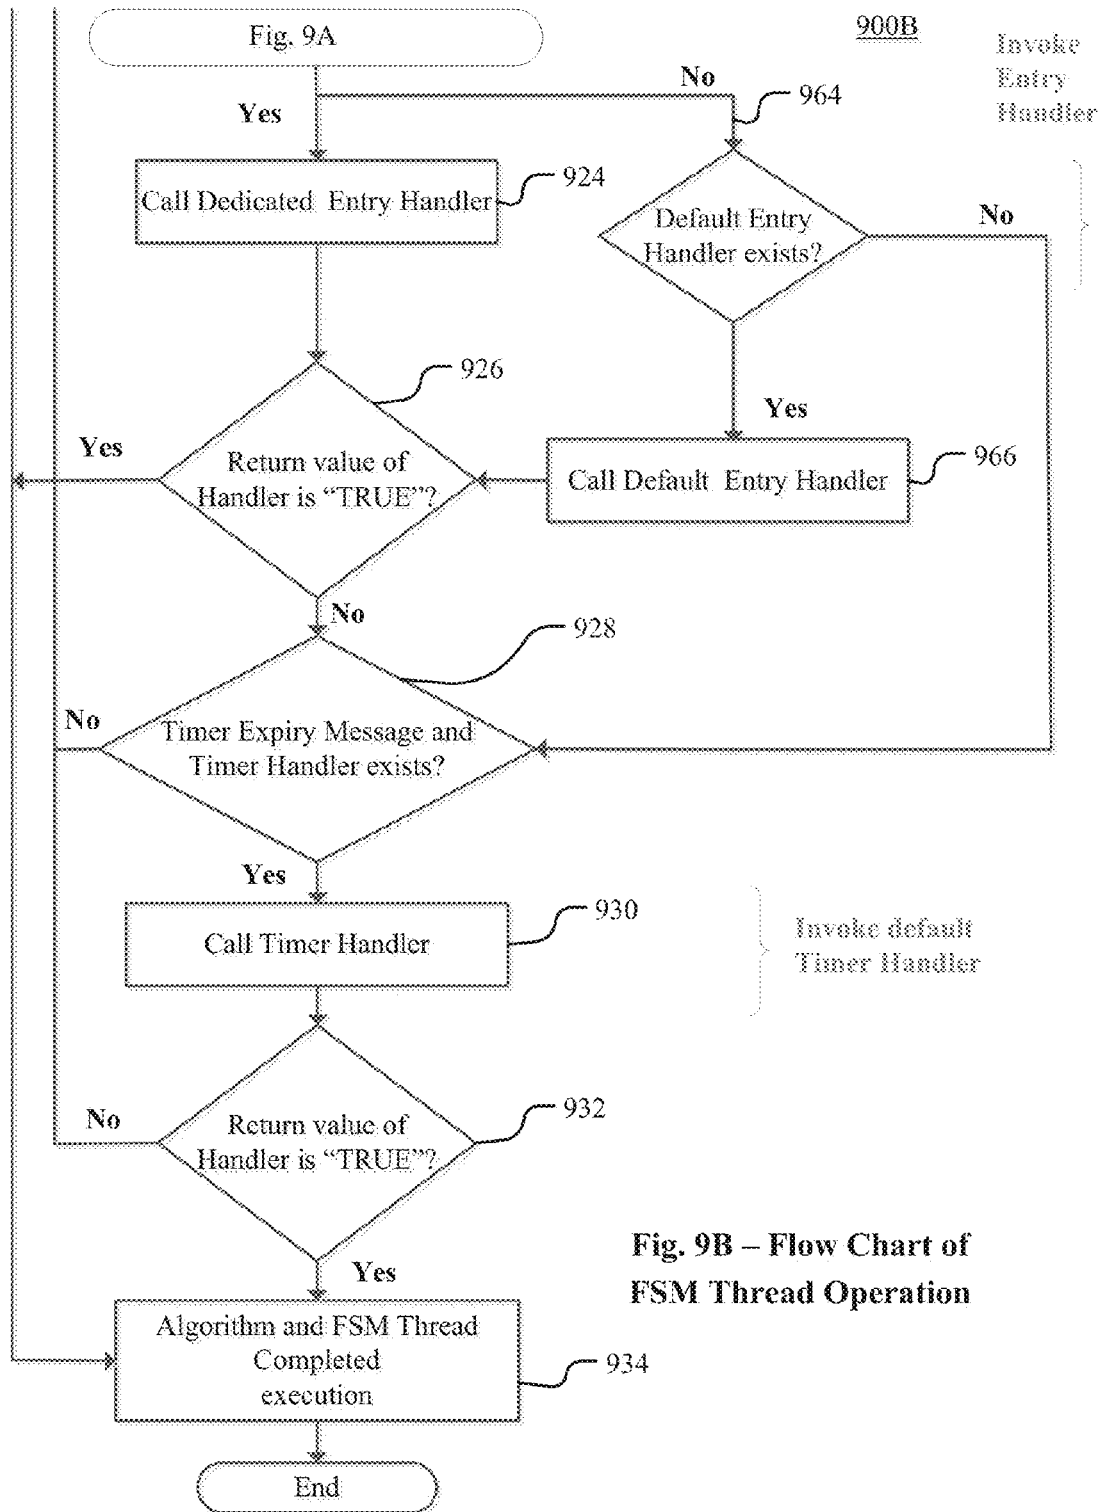 Fig. 9A
900B
Invoke
Entry
Handler
No
964
Yes
Call Dedicated Entry Handler
924
Default Entry
Handler exists?
No
926
Yes
Yes
Return value of
Handler is “TRUE”?
Call Default Entry Handler
966
No
928
No
Timer Expiry Message and
Timer Handler exists?
Yes
Call Timer Handler
930
Invoke default
Timer Handler
No
Return value of
Handler is “TRUE”?
932
Yes
Fig. 9B – Flow Chart of
FSM Thread Operation
Algorithm and FSM Thread
Completed
execution
934
End